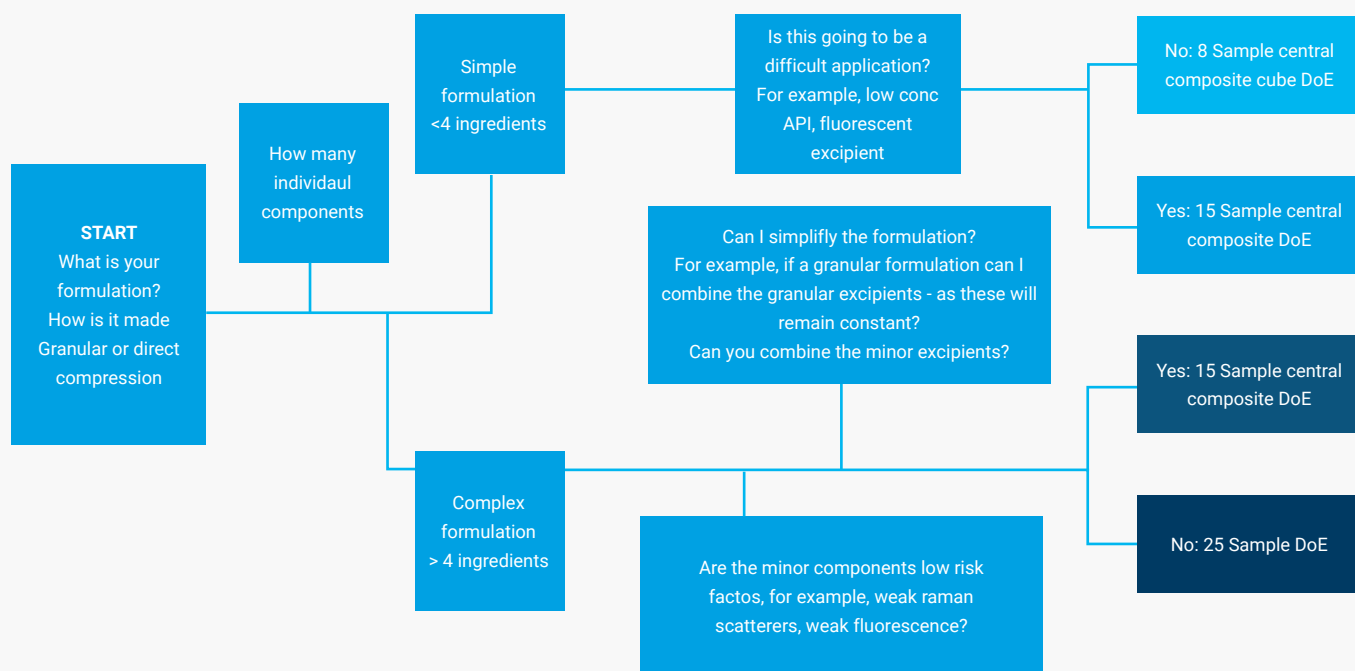 START
What is your
formulation?
How is it made
Granular or direct
compression
How many
individaul
components
Simple
formulation
<4 ingredients
Is this going to be a
difficult application?
For example, low conc
API, fluorescent
excipient
No: 8 Sample central
composite cube DoE
Yes: 15 Sample central
composite DoE
Can I simplifly the formulation?
For example, if a granular formulation can I
combine the granular excipients - as these will
remain constant?
Can you combine the minor excipients?
Yes: 15 Sample central
composite DoE
Complex
formulation
> 4 ingredients
Are the minor components low risk
factos, for example, weak raman
scatterers, weak fluorescence?
No: 25 Sample DoE